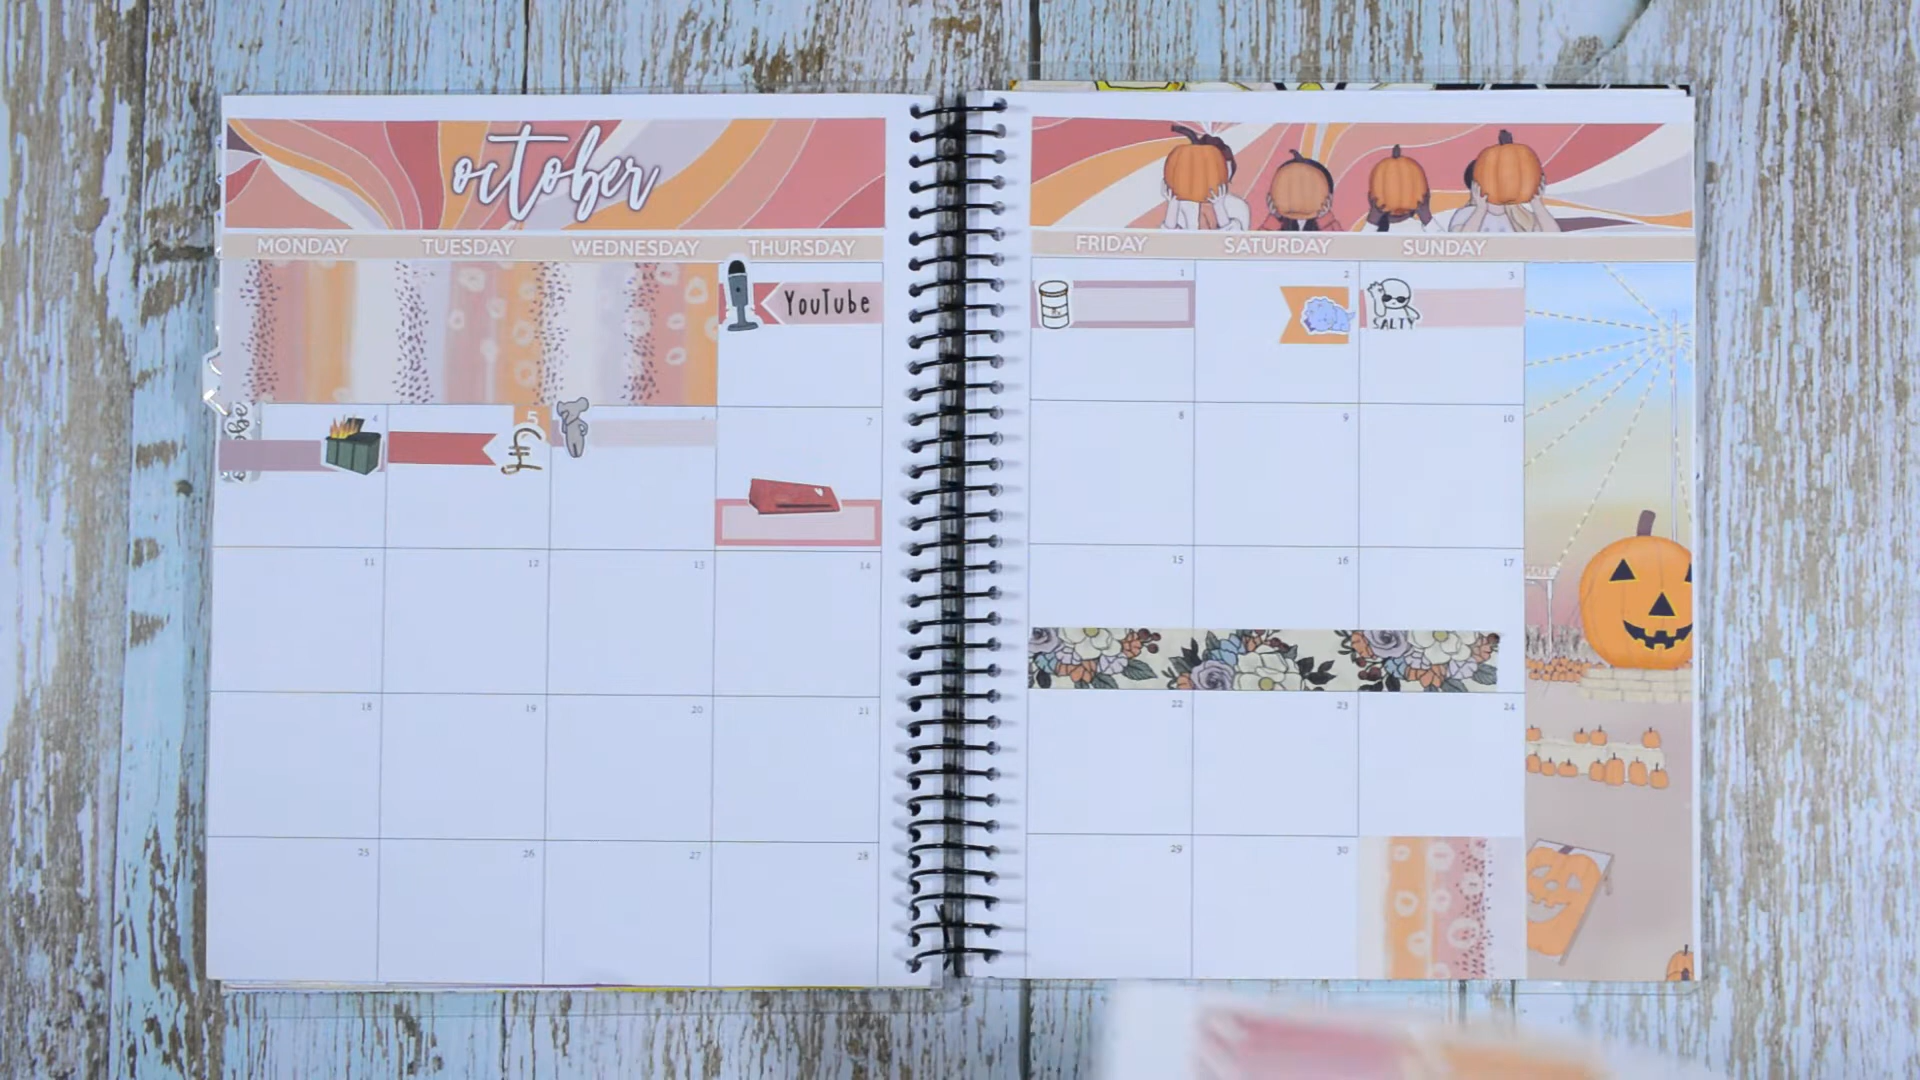 october
MONDAY TUESDAY WEDNESDAY THURSDAY FRIDAY SATURDAY SUNDAY
YouTube 1 2 3
SALTY
4 5 7 8 9 10
11 12 13 14 15 16 17
18 19 20 21 22 23 24
25 26 27 28 29 30